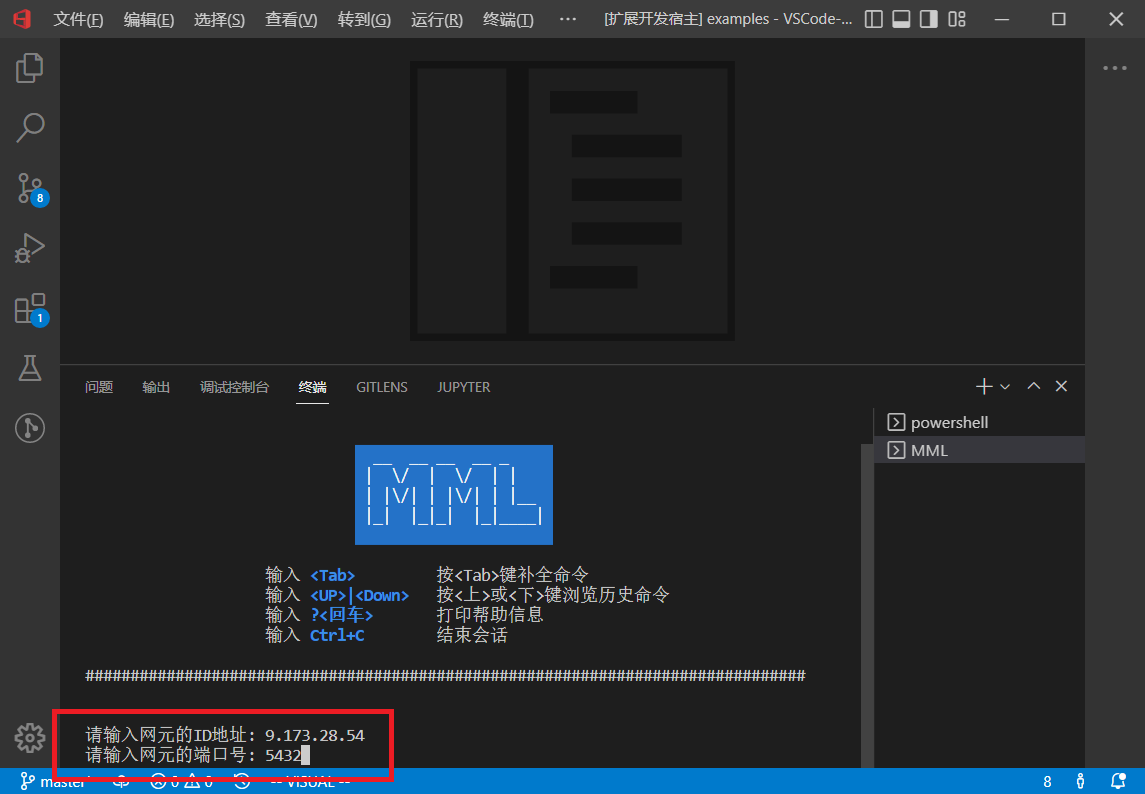 文件(F) 编辑(E) 选择(S) 查看(V) 转到(G) 运行(R) 终端(T) ··· [扩展开发宿主] examples - VSCode-...
8
1
问题 输出 调试控制台 终端 GITLENS JUPYTER
powershell
MML
MML
输入 <Tab> 按<Tab>键补全命令
输入 <UP>|<Down> 按<上>或<下>键浏览历史命令
输入 ?<回车> 打印帮助信息
输入 Ctrl+C 结束会话
################################################################################
请输入网元的ID地址: 9.173.28.54
请输入网元的端口号: 5432
master 0 0 -- VISUAL -- 8